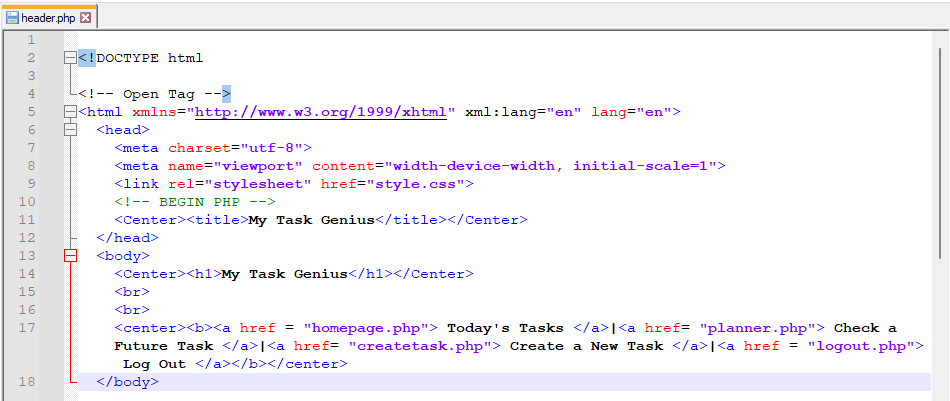 header.php
1
2 <!DOCTYPE html
3
4 <!-- Open Tag -->
5 <html xmlns="http://www.w3.org/1999/xhtml" xml:lang="en" lang="en">
6 <head>
7 <meta charset="utf-8">
8 <meta name="viewport" content="width-device-width, initial-scale=1">
9 <link rel="stylesheet" href="style.css">
10 <!-- BEGIN PHP -->
11 <Center><title>My Task Genius</title></Center>
12 </head>
13 <body>
14 <Center><h1>My Task Genius</h1></Center>
15 <br>
16 <br>
17 <center><b><a href = "homepage.php"> Today's Tasks </a>|<a href= "planner.php"> Check a
Future Task </a>|<a href= "createtask.php"> Create a New Task </a>|<a href = "logout.php">
Log Out </a></b></center>
18 </body>